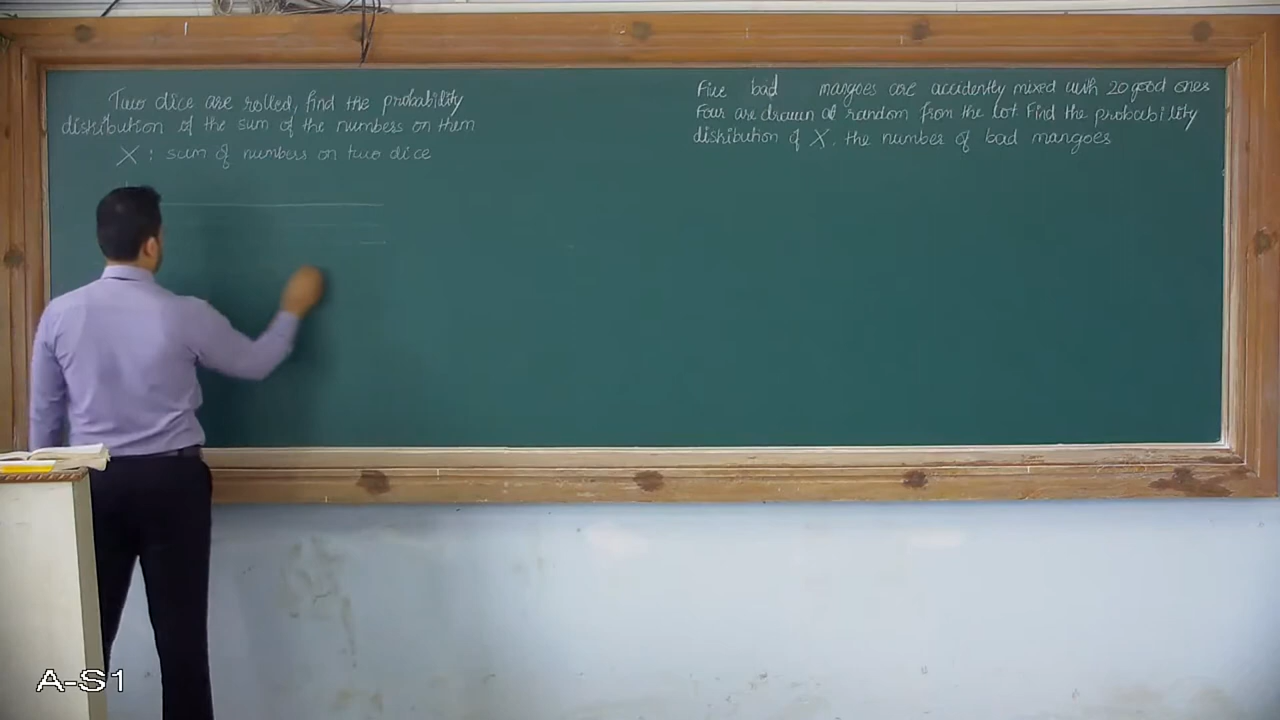 Two dice are rolled, find the probability
distribution of the sum of the numbers on them
X : sum of numbers on two dice
Five bad mangoes are accidently mixed with 20 good ones
Four are drawn at random from the lot Find the probability
distribution of X, the number of bad mangoes
A-S1